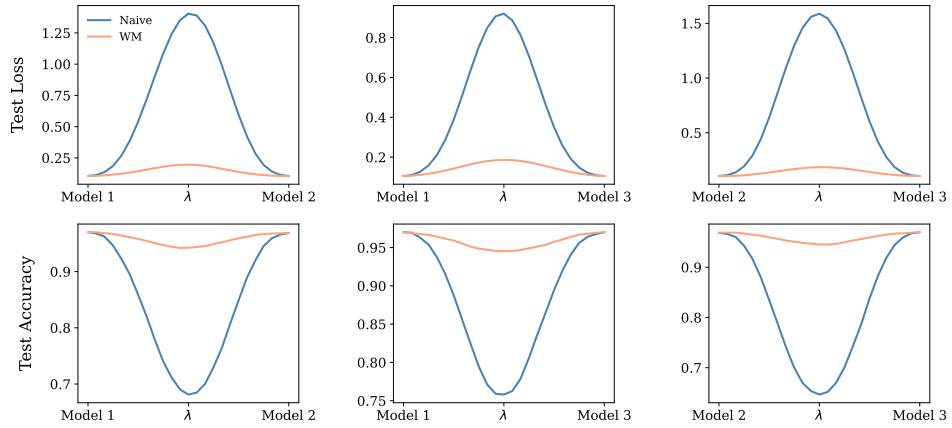 Test Loss
1.25
1.00
0.75
0.50
0.25
Naive
WM
Model 1 λ Model 2
0.8
0.6
0.4
0.2
Model 1 λ Model 3
1.5
1.0
0.5
Model 2 λ Model 3
Test Accuracy
0.9
0.8
0.7
Model 1 λ Model 2
0.95
0.90
0.85
0.80
0.75
Model 1 λ Model 3
0.9
0.8
0.7
Model 2 λ Model 3